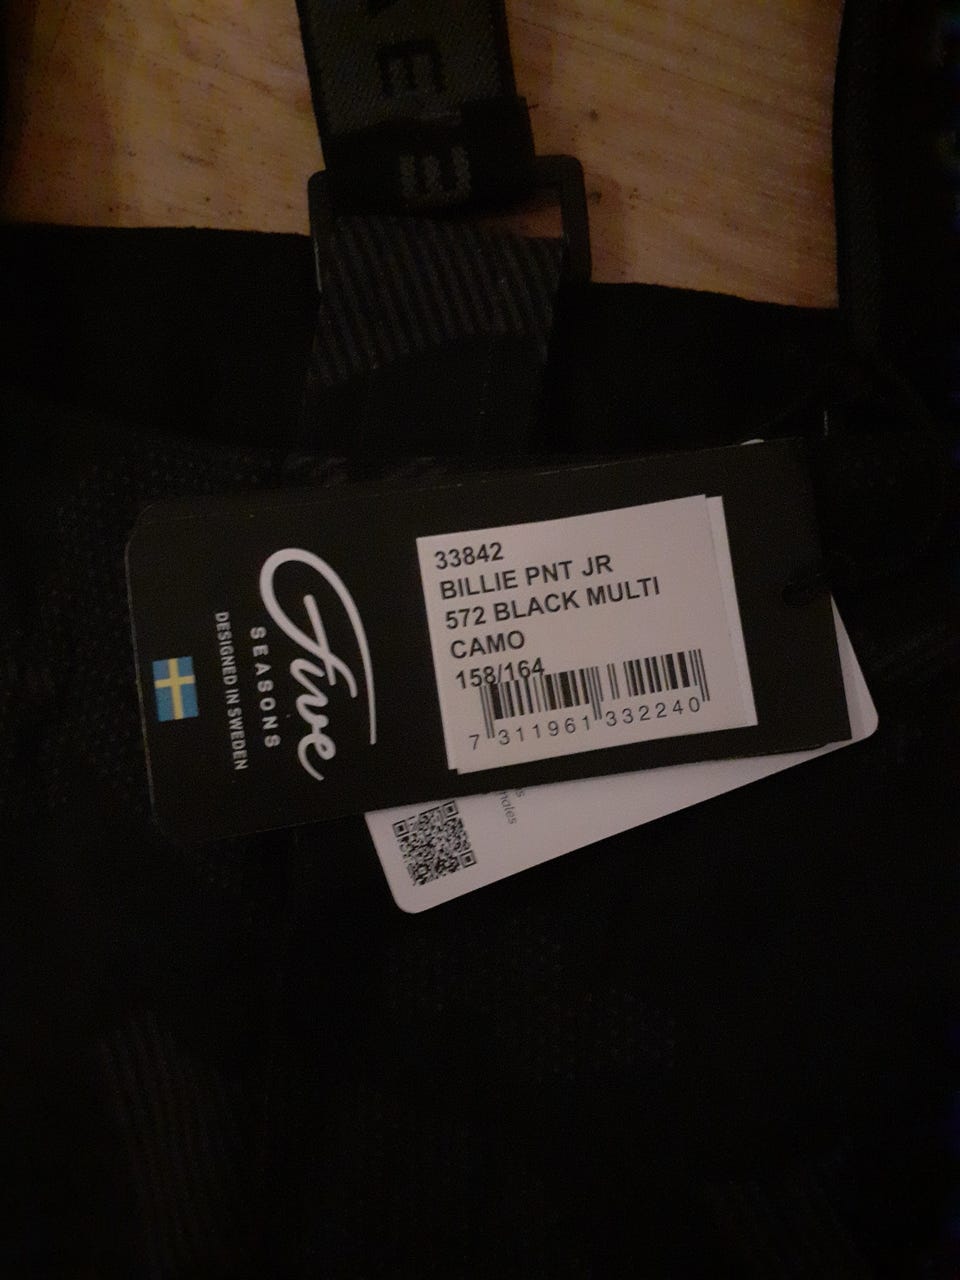 33842
BILLIE PNT JR
572 BLACK MULTI
CAMO
158/164
7 311961 332240
Five
SEASONS
DESIGNED IN SWEDEN